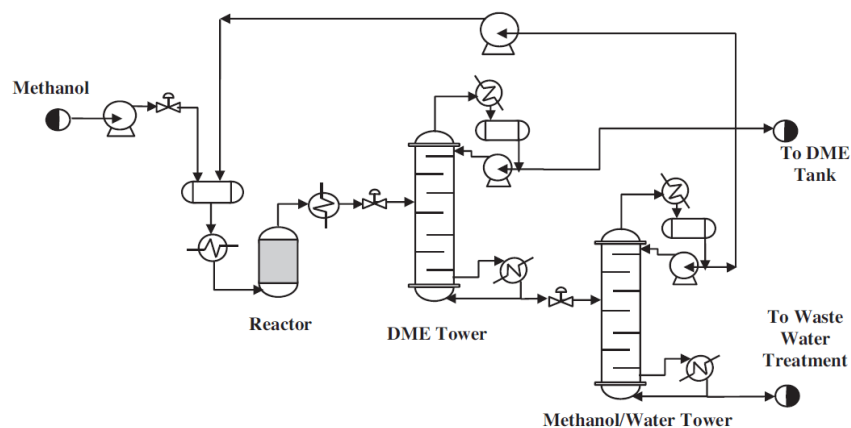 Methanol
To DME
Tank
Reactor
DME Tower
To Waste
Water
Treatment
Methanol/Water Tower